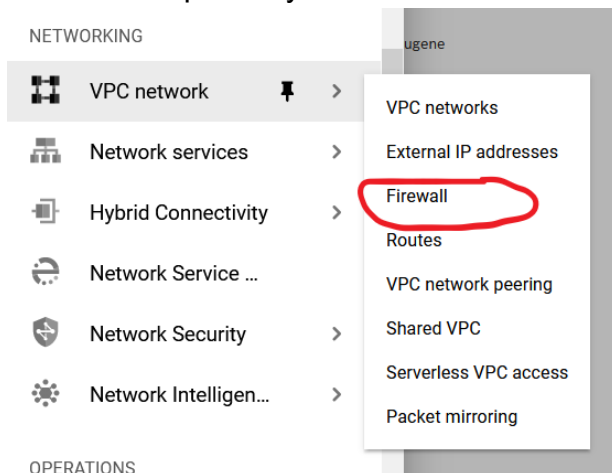 NETWORKING
ugene
VPC network
Network services
Hybrid Connectivity
Network Service ...
Network Security
Network Intelligen...
OPERATIONS
VPC networks
External IP addresses
Firewall
Routes
VPC network peering
Shared VPC
Serverless VPC access
Packet mirroring